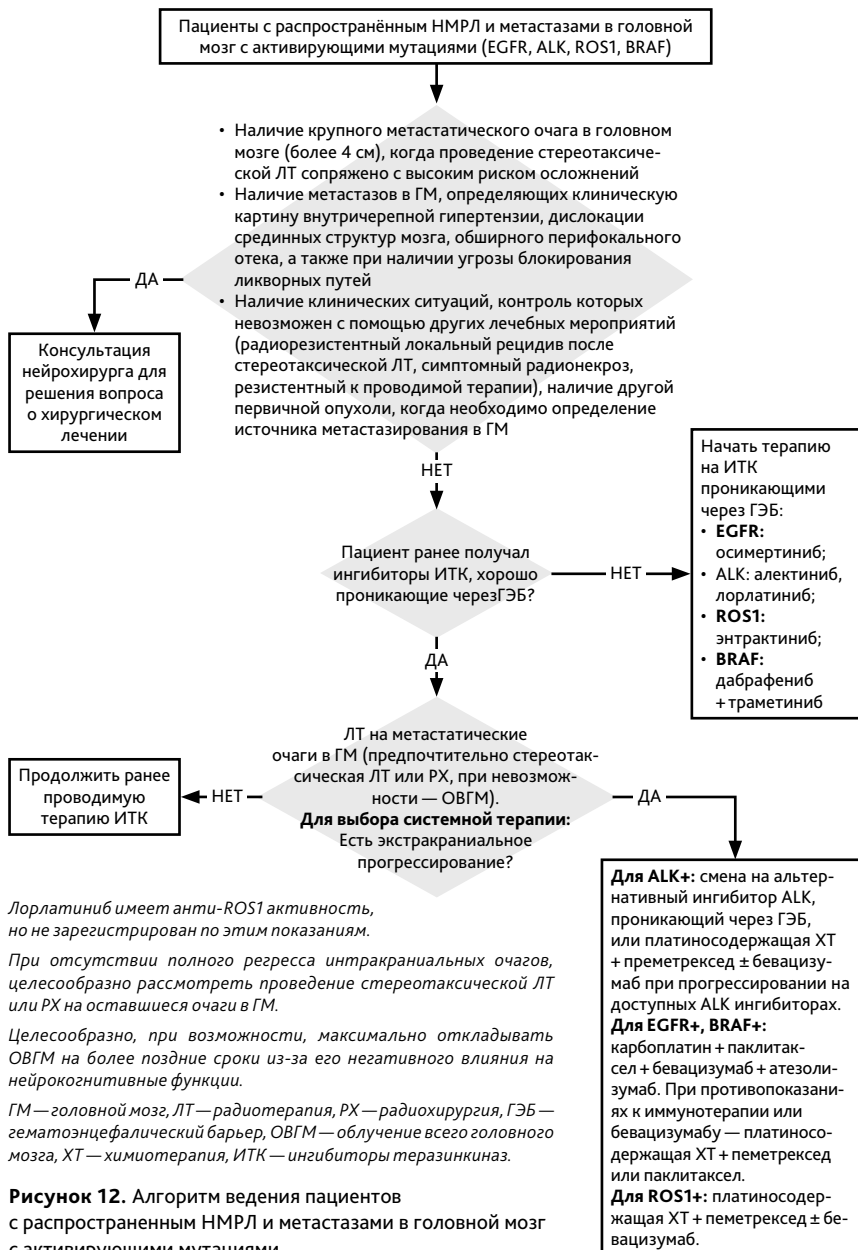 Пациенты с распространённым НМРЛ и метастазами в головной
мозг с активирующими мутациями (EGFR, ALK, ROS1, BRAF)
• Наличие крупного метастатического очага в головном
мозге (более 4 см), когда проведение стереотаксиче-
ской ЛТ сопряжено с высоким риском осложнений
• Наличие метастазов в ГМ, определяющих клиническую
картину внутричерепной гипертензии, дислокации
срединных структур мозга, обширного перифокального
отека, а также при наличии угрозы блокирования
ликворных путей
• Наличие клинических ситуаций, контроль которых
невозможен с помощью других лечебных мероприятий
(радиорезистентный локальный рецидив после
стереотаксической ЛТ, симптомный радионекроз,
резистентный к проводимой терапии), наличие другой
первичной опухоли, когда необходимо определение
источника метастазирования в ГМ
ДА
Консультация
нейрохирурга для
решения вопроса
о хирургическом
лечении
НЕТ
Пациент ранее получал
ингибиторы ИТК, хорошо
проникающие черезГЭБ?
НЕТ
Начать терапию
на ИТК
проникающими
через ГЭБ:
• EGFR:
осимертиниб;
• ALK: алектиниб,
лорлатиниб;
• ROS1:
энтрактиниб;
• BRAF:
дабрафениб
+ траметиниб
ДА
ЛТ на метастатические
очаги в ГМ (предпочтительно стереотак-
сическая ЛТ или РХ, при невозмож-
ности — ОВГМ).
Для выбора системной терапии:
Есть экстракраниальное
прогрессирование?
НЕТ
Продолжить ранее
проводимую
терапию ИТК
ДА
Для ALK+: смена на альтер-
нативный ингибитор ALK,
проникающий через ГЭБ,
или платиносодержащая ХТ
+ преметрексед ± бевацизу-
маб при прогрессировании на
доступных ALK ингибиторах.
Для EGFR+, BRAF+:
карбоплатин + паклитак-
сел + бевацизумаб + атезоли-
зумаб. При противопоказани-
ях к иммунотерапии или
бевацизумабу — платиносо-
держащая ХТ + пеметрексед
или паклитаксел.
Для ROS1+: платиносодер-
жащая ХТ + пеметрексед ± бе-
вацизумаб.
Лорлатиниб имеет анти-ROS1 активность,
но не зарегистрирован по этим показаниям.
При отсутствии полного регресса интракраниальных очагов,
целесообразно рассмотреть проведение стереотаксической ЛТ
или РХ на оставшиеся очаги в ГМ.
Целесообразно, при возможности, максимально откладывать
ОВГМ на более поздние сроки из-за его негативного влияния на
нейрокогнитивные функции.
ГМ — головной мозг, ЛТ — радиотерапия, РХ — радиохирургия, ГЭБ —
гематоэнцефалический барьер, ОВГМ — облучение всего головного
мозга, ХТ — химиотерапия, ИТК — ингибиторы теразинкиназ.
Рисунок 12. Алгоритм ведения пациентов
с распространенным НМРЛ и метастазами в головной мозг
с активирующими мутациями